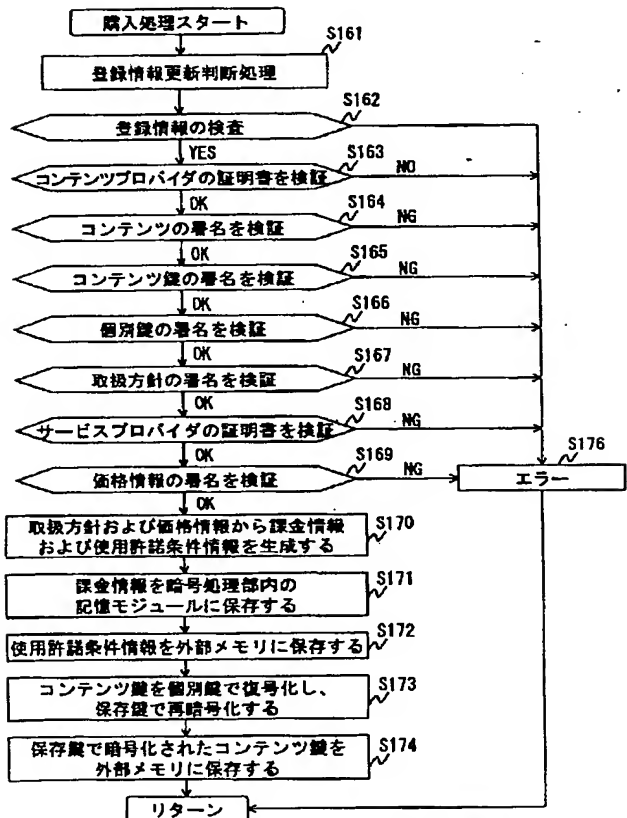 購入処理スタート
S161
登録情報更新判断処理
S162
登録情報の検査
YES
S163
コンテンツプロバイダの証明書を検証
NO
OK
S164
コンテンツの署名を検証
NG
OK
S165
コンテンツ鍵の署名を検証
NG
OK
S166
個別鍵の署名を検証
NG
OK
S167
取扱方針の署名を検証
NG
OK
S168
サービスプロバイダの証明書を検証
NG
OK
S169
価格情報の署名を検証
NG
S176
エラー
OK
取扱方針および価格情報から課金情報
および使用許諾条件情報を生成する
S170
課金情報を暗号処理部内の
記憶モジュールに保存する
S171
S172
使用許諾条件情報を外部メモリに保存する
コンテンツ鍵を個別鍵で復号化し、
保存鍵で再暗号化する
S173
保存鍵で暗号化されたコンテンツ鍵を
外部メモリに保存する
S174
リターン